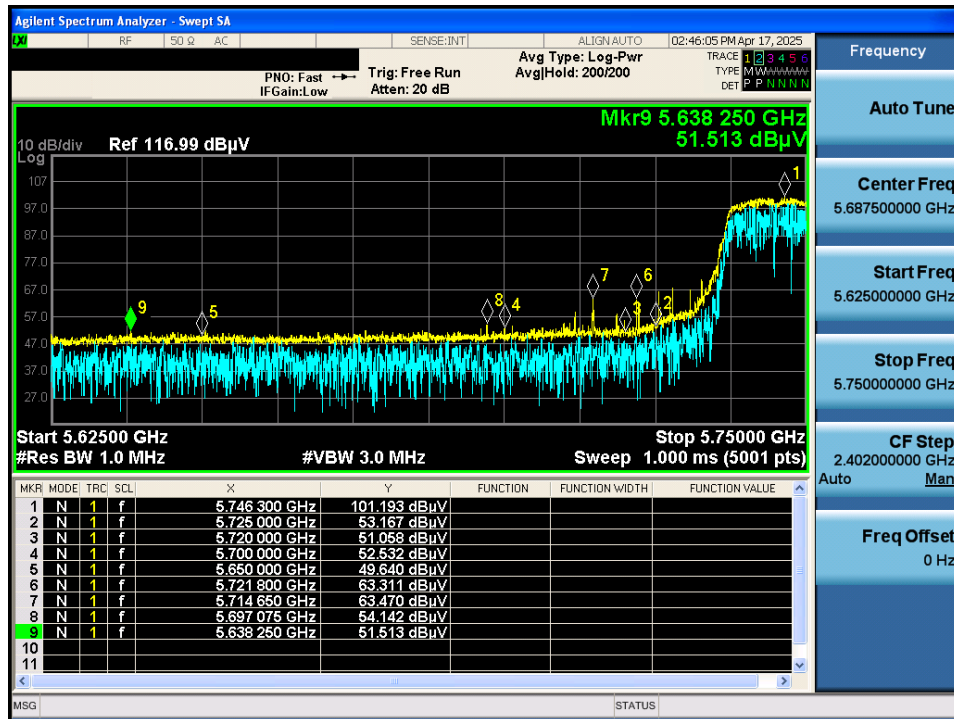 Agilent Spectrum Analyzer - Swept SA
LXI RF 50 Ω AC SENSE:INT ALIGN AUTO 02:46:05 PM Apr 17, 2025
PNO: Fast Trig: Free Run Avg Type: Log-Pwr TRACE 1 2 3 4 5 6
IFGain:Low Atten: 20 dB Avg|Hold: 200/200 TYPE M
DET P P N N N N
Mkr9 5.638 250 GHz
51.513 dBµV
10 dB/div Ref 116.99 dBµV
Log
107
97.0
87.0
77.0
67.0
57.0
47.0
37.0
27.0
1
9
5
8
4
7
3
6
2
Start 5.62500 GHz Stop 5.75000 GHz
#Res BW 1.0 MHz #VBW 3.0 MHz Sweep 1.000 ms (5001 pts)
MKR MODE TRC SCL X Y FUNCTION FUNCTION WIDTH FUNCTION VALUE
1 N 1 f 5.746 300 GHz 101.193 dBµV
2 N 1 f 5.725 000 GHz 53.167 dBµV
3 N 1 f 5.720 000 GHz 51.058 dBµV
4 N 1 f 5.700 000 GHz 52.532 dBµV
5 N 1 f 5.650 000 GHz 49.640 dBµV
6 N 1 f 5.721 800 GHz 63.311 dBµV
7 N 1 f 5.714 650 GHz 63.470 dBµV
8 N 1 f 5.697 075 GHz 54.142 dBµV
9 N 1 f 5.638 250 GHz 51.513 dBµV
10
11
MSG STATUS
Frequency
Auto Tune
Center Freq
5.687500000 GHz
Start Freq
5.625000000 GHz
Stop Freq
5.750000000 GHz
CF Step
2.402000000 GHz
Auto Man
Freq Offset
0 Hz